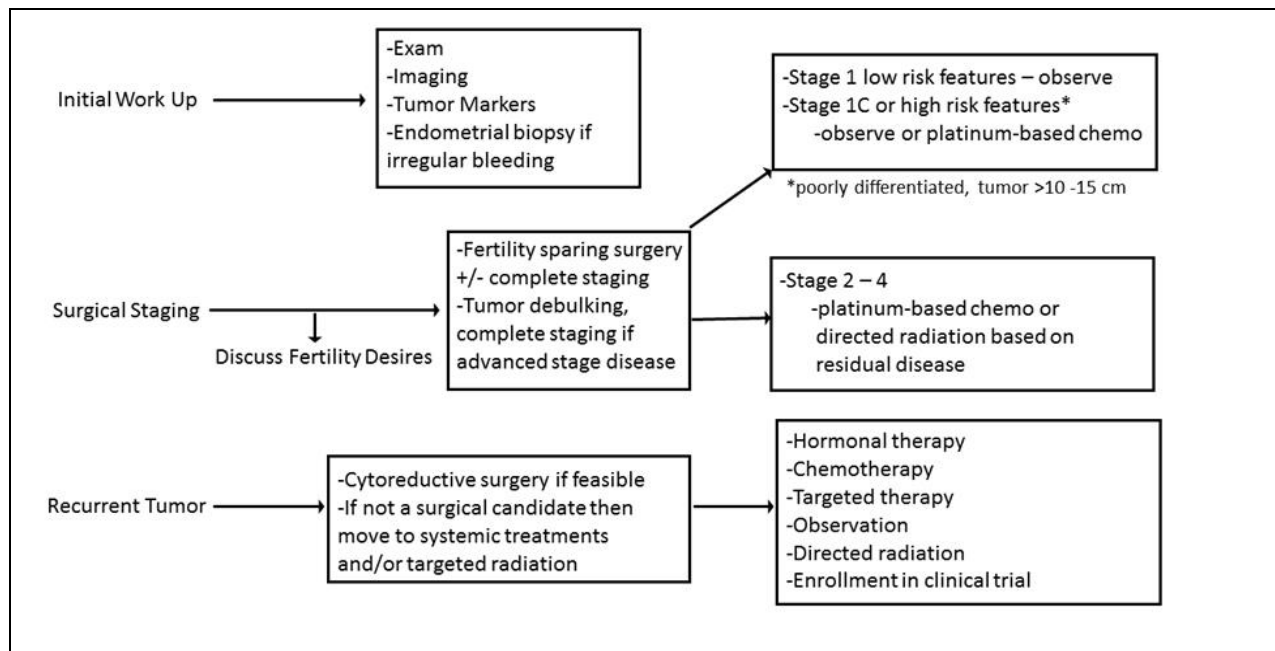 Initial Work Up
-Exam
-Imaging
-Tumor Markers
-Endometrial biopsy if
irregular bleeding
-Stage 1 low risk features – observe
-Stage 1C or high risk features*
-observe or platinum-based chemo
*poorly differentiated, tumor >10 -15 cm
Surgical Staging
Discuss Fertility Desires
-Fertility sparing surgery
+/- complete staging
-Tumor debulking,
complete staging if
advanced stage disease
-Stage 2 – 4
-platinum-based chemo or
directed radiation based on
residual disease
Recurrent Tumor
-Cytoreductive surgery if feasible
-If not a surgical candidate then
move to systemic treatments
and/or targeted radiation
-Hormonal therapy
-Chemotherapy
-Targeted therapy
-Observation
-Directed radiation
-Enrollment in clinical trial